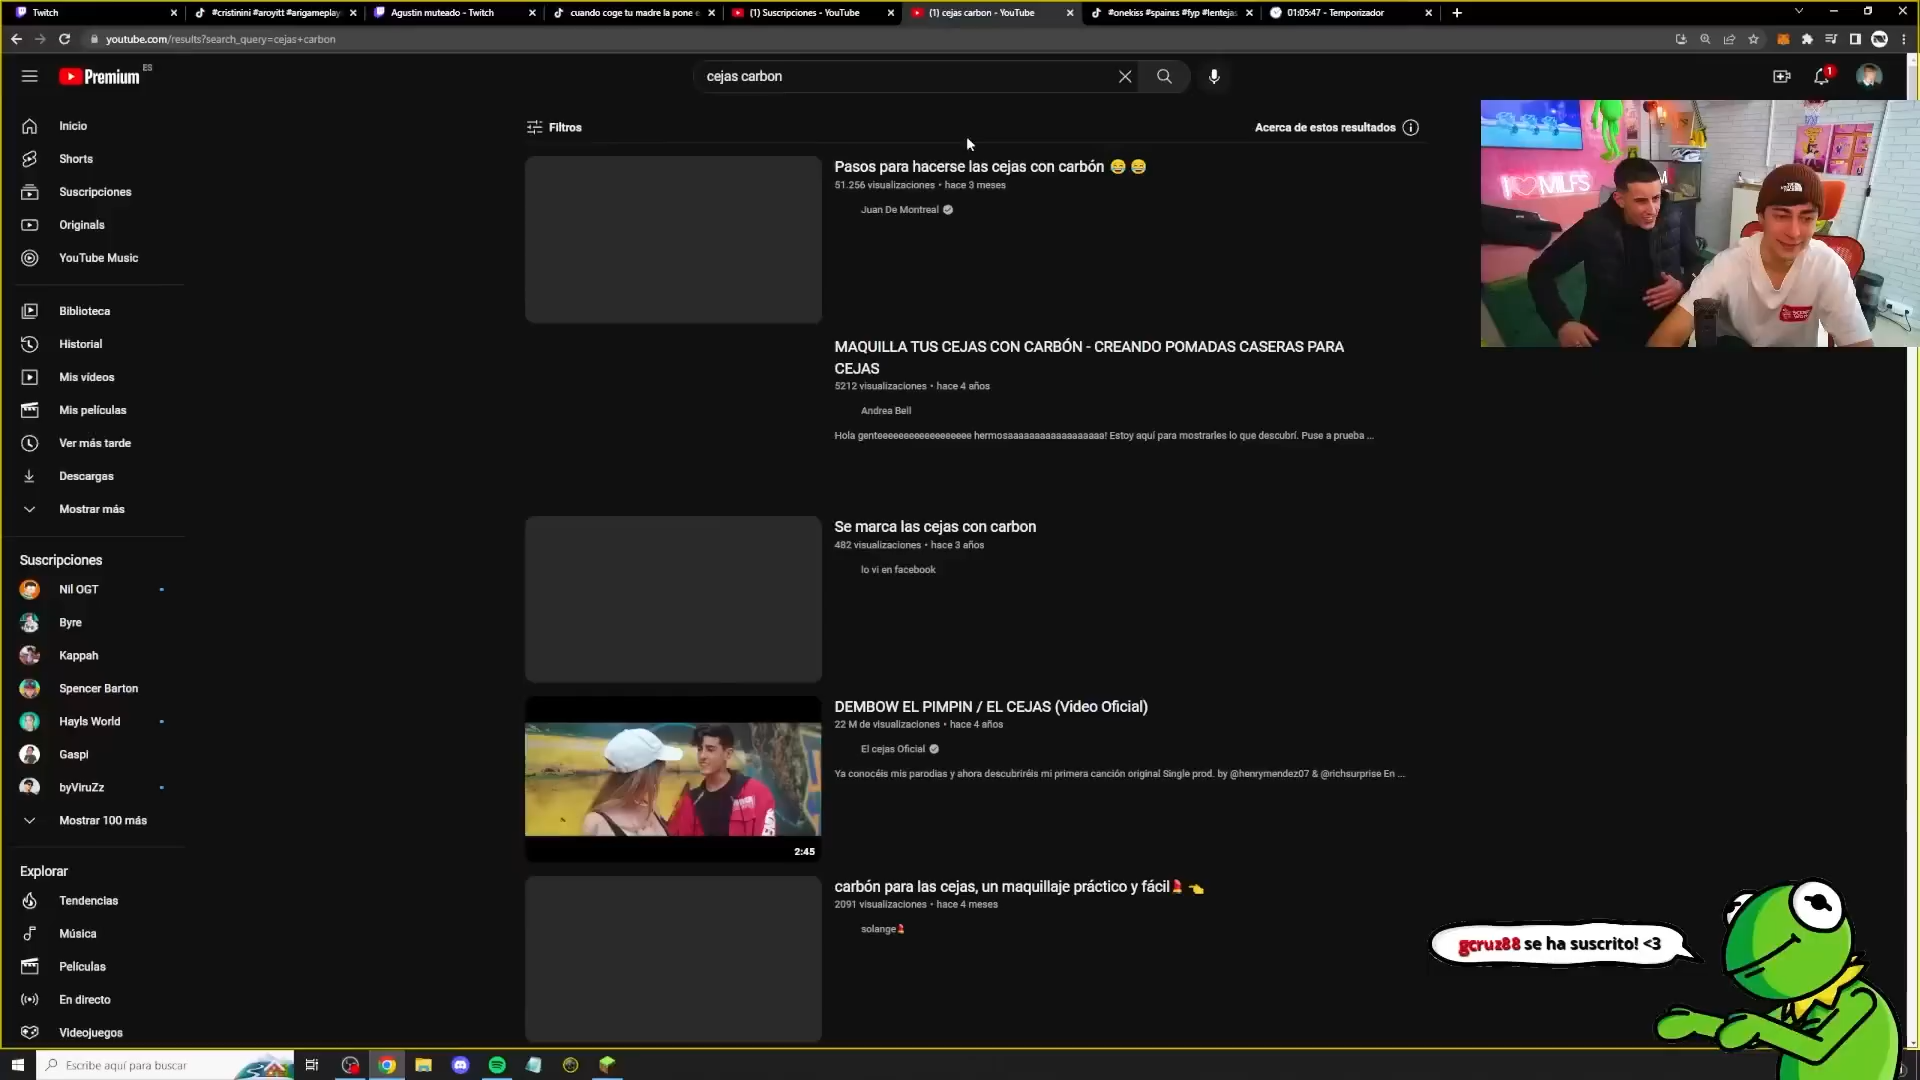 Twitch
#cristinini #aroyitt #arigameplay
Agustin muteado - Twitch
cuando coge tu madre la pone e
(1) Suscripciones - YouTube
(1) cejas carbon - YouTube
#onekiss #spainES #fyp #lentejas
01:05:47 - Temporizador
youtube.com/results?search_query=cejas+carbon
Premium ES
cejas carbon
1
Inicio
Shorts
Suscripciones
Originals
YouTube Music
Biblioteca
Historial
Mis vídeos
Mis películas
Ver más tarde
Descargas
Mostrar más
Suscripciones
Nil OGT
Byre
Kappah
Spencer Barton
Hayls World
Gaspi
byViruZz
Mostrar 100 más
Explorar
Tendencias
Música
Películas
En directo
Videojuegos
Filtros
Acerca de estos resultados
Pasos para hacerse las cejas con carbón 😂 😅
51.256 visualizaciones • hace 3 meses
Juan De Montreal
MAQUILLA TUS CEJAS CON CARBÓN - CREANDO POMADAS CASERAS PARA
CEJAS
5212 visualizaciones • hace 4 años
Andrea Bell
Hola genteeeeeeeeeeeeeeeeee hermosaaaaaaaaaaaaaaaaaa! Estoy aquí para mostrarles lo que descubrí. Puse a prueba ...
Se marca las cejas con carbon
482 visualizaciones • hace 3 años
lo vi en facebook
DEMBOW EL PIMPIN / EL CEJAS (Video Oficial)
22 M de visualizaciones • hace 4 años
El cejas Oficial
Ya conocéis mis parodias y ahora descubriréis mi primera canción original Single prod. by @henrymendez07 & @richsurprise En ...
2:45
carbón para las cejas, un maquillaje práctico y fácil💄 👈
2091 visualizaciones • hace 4 meses
solange💄
I ♡ MILFS
gcruz88 se ha suscrito! <3
Escribe aquí para buscar